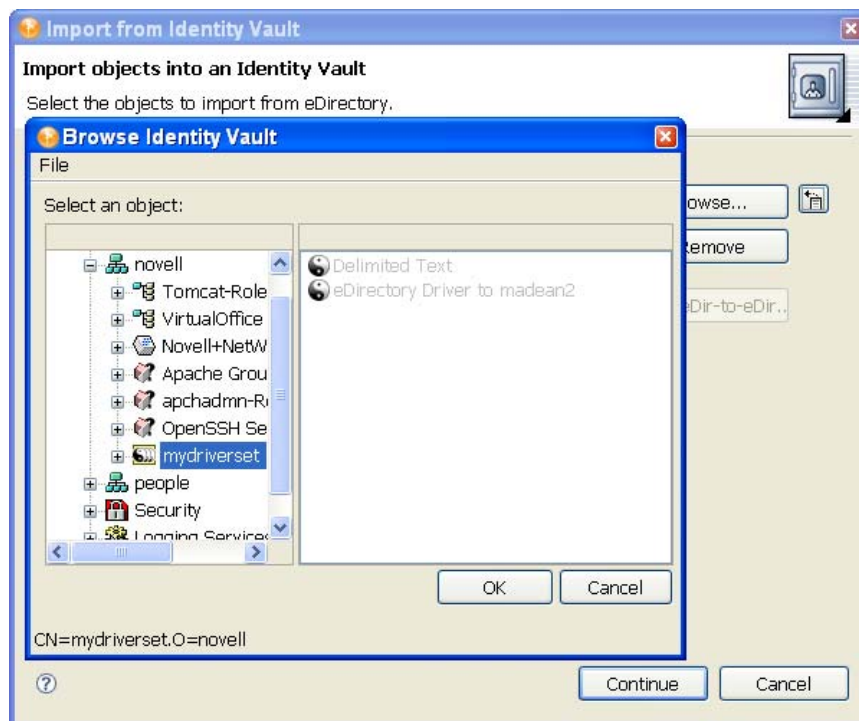 Import from Identity Vault
Import objects into an Identity Vault
Select the objects to import from eDirectory.
Browse Identity Vault
File
Select an object:
owse...
emove
eDir-to-eDir..
novell
Tomcat-Role
VirtualOffice
Novell+NetW
Apache Grou
apchadmn-R
OpenSSH Se
mydriverset
people
Security
Logging Services
Delimited Text
eDirectory Driver to madean2
OK
Cancel
CN=mydriverset.O=novell
Continue
Cancel